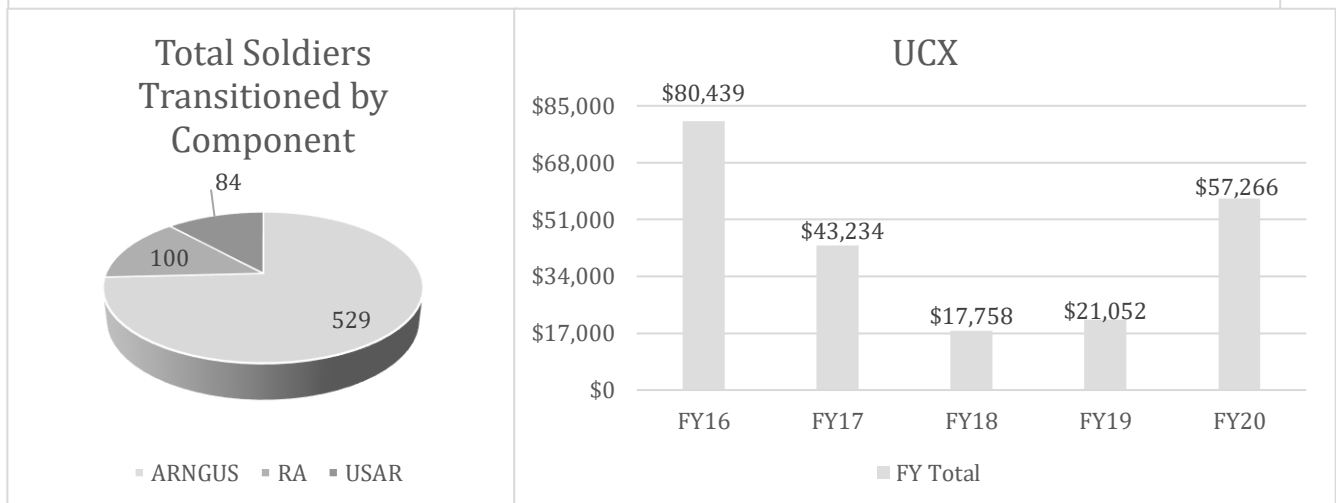 Total Soldiers
Transitioned by
Component
84
100
529
ARNGUS RA USAR
UCX
$85,000
$68,000
$51,000
$34,000
$17,000
$0
$80,439
$43,234
$17,758
$21,052
$57,266
FY16 FY17 FY18 FY19 FY20
FY Total